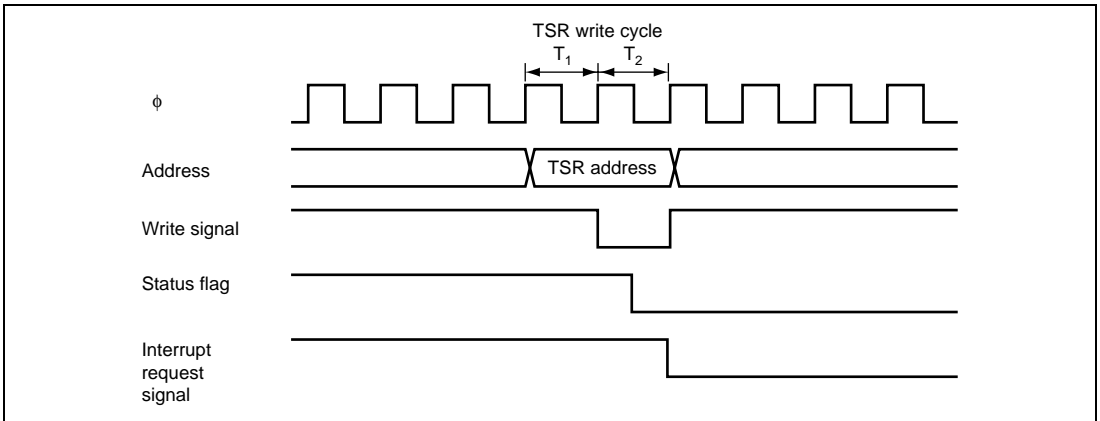 TSR write cycle
T1 T2
ϕ
Address
TSR address
Write signal
Status flag
Interrupt
request
signal